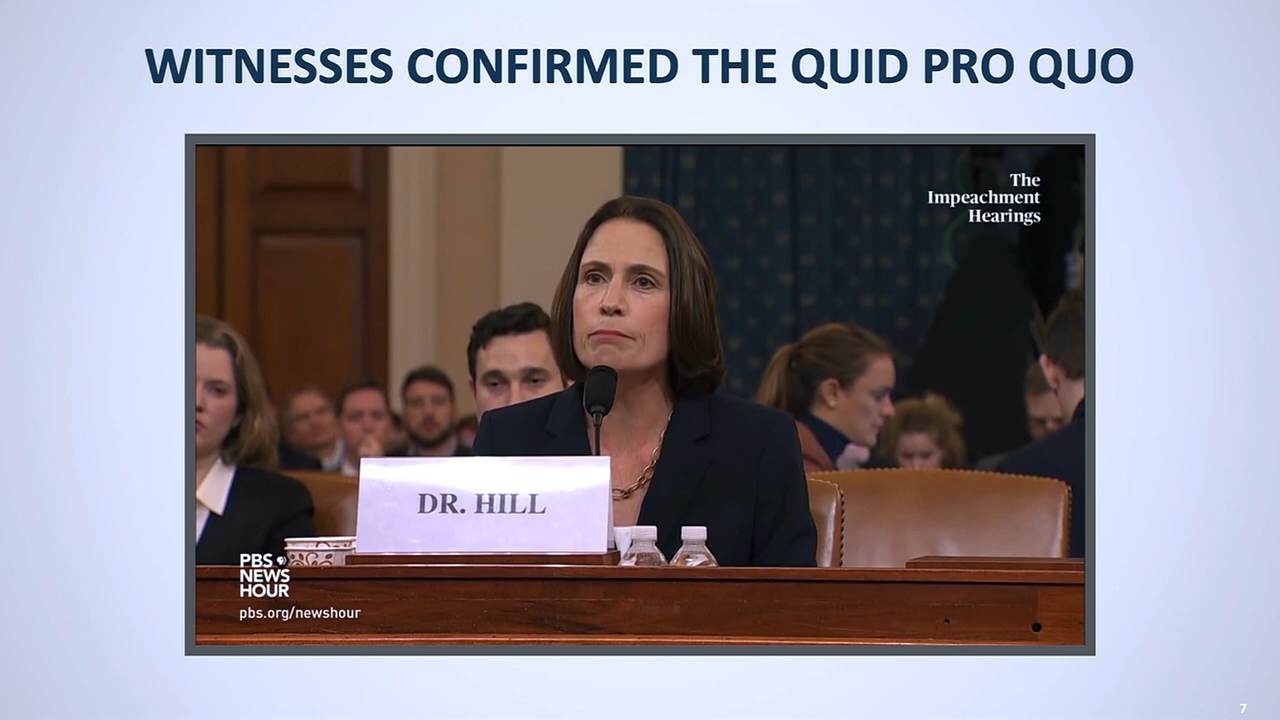 WITNESSES CONFIRMED THE QUID PRO QUO
The
Impeachment
Hearings
DR. HILL
PBS
NEWS
HOUR
pbs.org/newshour
7